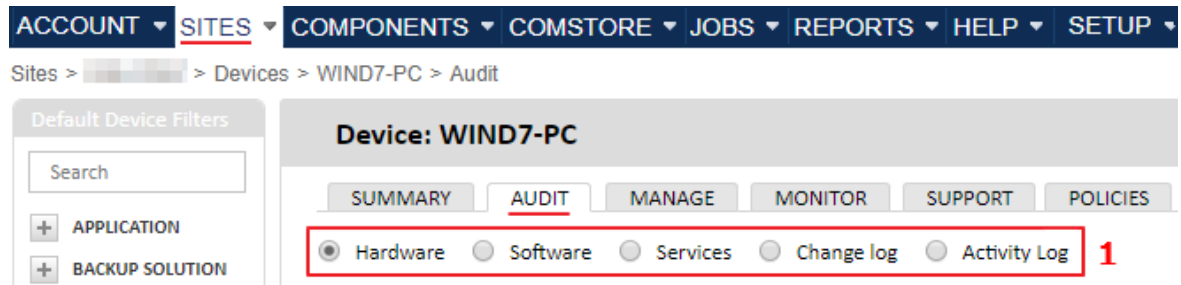 ACCOUNT SITES COMPONENTS COMSTORE JOBS REPORTS HELP SETUP
Sites > > Devices > WIND7-PC > Audit
Default Device Filters
Device: WIND7-PC
Search
SUMMARY AUDIT MANAGE MONITOR SUPPORT POLICIES
+ APPLICATION
Hardware Software Services Change log Activity Log 1
+ BACKUP SOLUTION